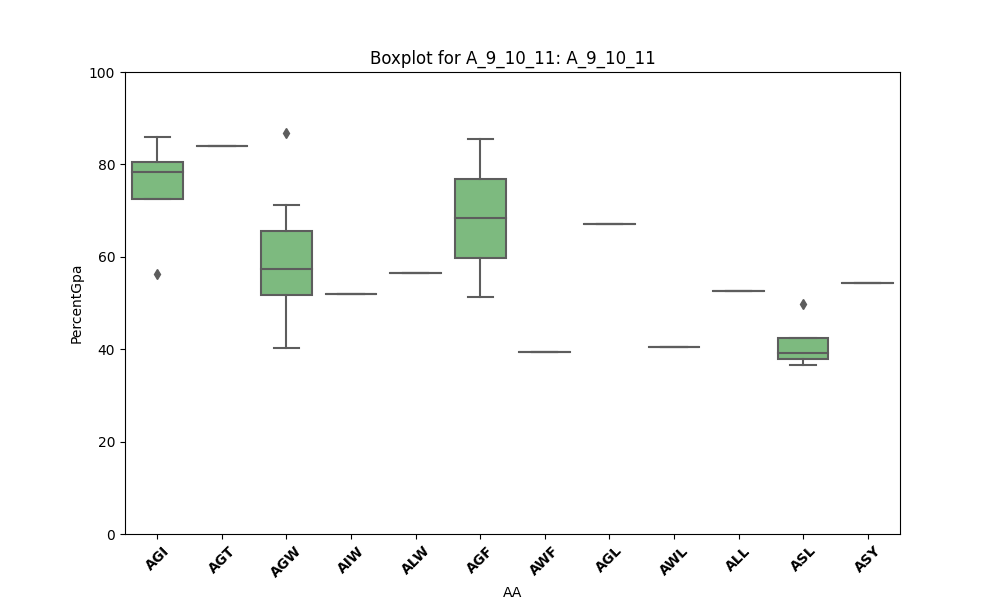 Boxplot for A_9_10_11: A_9_10_11
100
80
60
40
20
0
PercentGpa
AGI AGT AGW AIW ALW AGF AWF AGL AWL ALL ASL ASY
AA